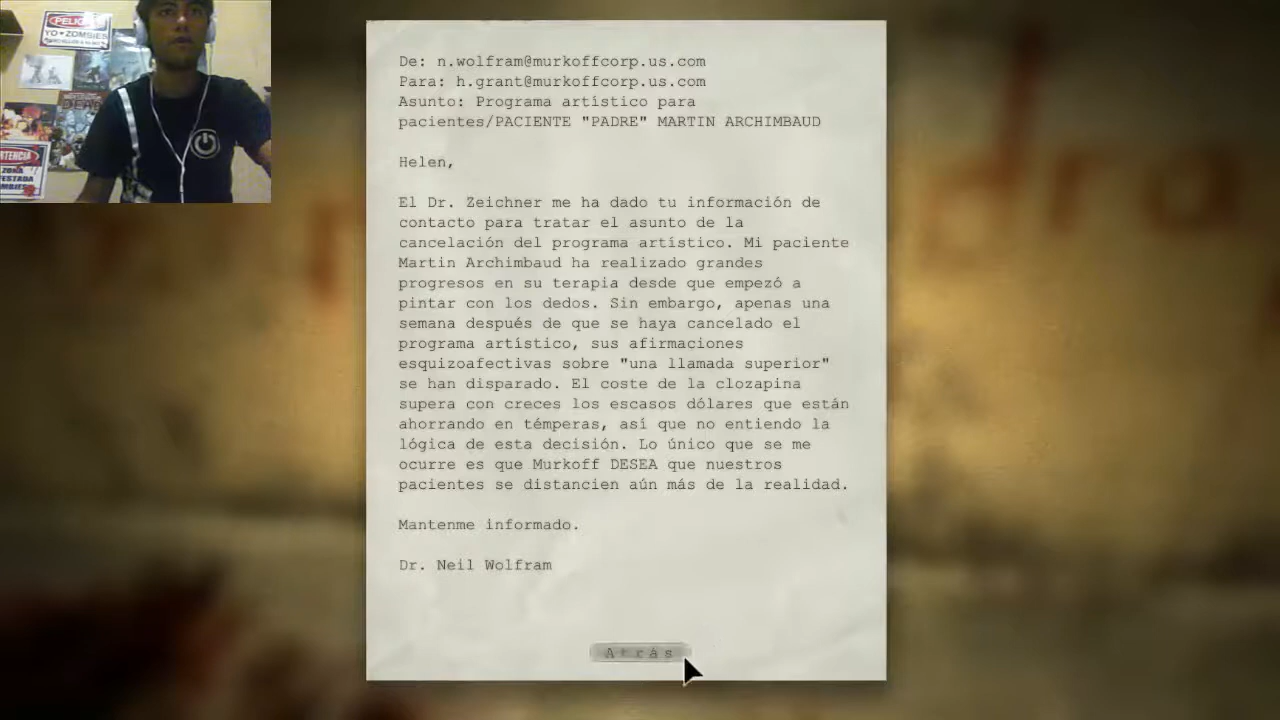 PELIGRO
YO ♥ ZOMBIES
De: n.wolfram@murkoffcorp.us.com
Para: h.grant@murkoffcorp.us.com
Asunto: Programa artístico para
pacientes/PACIENTE "PADRE" MARTIN ARCHIMBAUD
Helen,
El Dr. Zeichner me ha dado tu información de
contacto para tratar el asunto de la
cancelación del programa artístico. Mi paciente
Martin Archimbaud ha realizado grandes
progresos en su terapia desde que empezó a
pintar con los dedos. Sin embargo, apenas una
semana después de que se haya cancelado el
programa artístico, sus afirmaciones
esquizoafectivas sobre "una llamada superior"
se han disparado. El coste de la clozapina
supera con creces los escasos dólares que están
ahorrando en témperas, así que no entiendo la
lógica de esta decisión. Lo único que se me
ocurre es que Murkoff DESEA que nuestros
pacientes se distancien aún más de la realidad.
Mantenme informado.
Dr. Neil Wolfram
Atrás